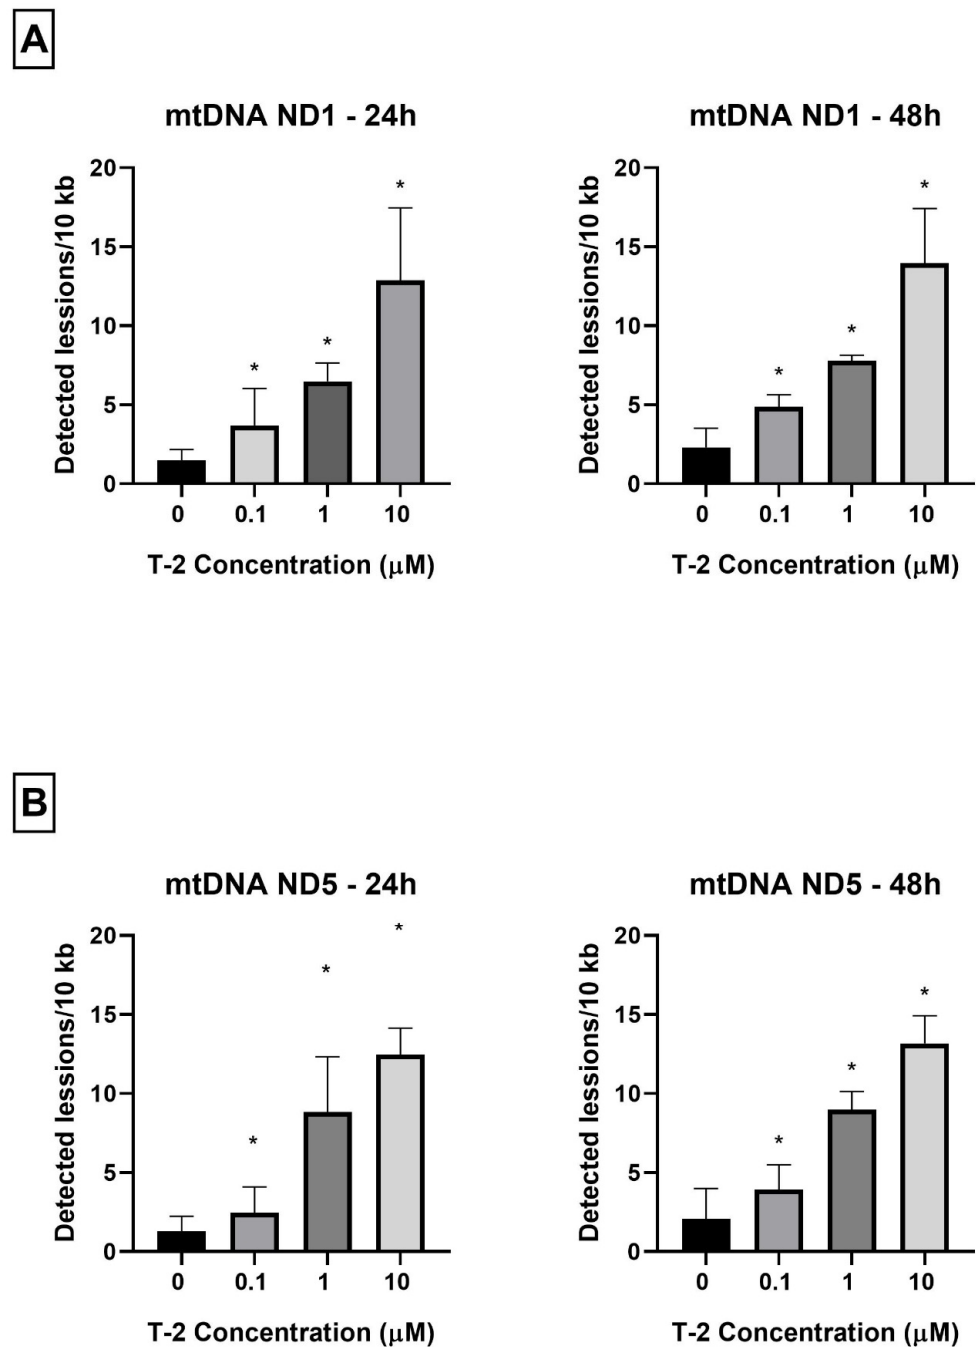 A
mtDNA ND1 - 24h
Detected lessions/10 kb
20
15
10
5
0
*
*
*
0 0.1 1 10
T-2 Concentration (μM)
mtDNA ND1 - 48h
Detected lessions/10 kb
20
15
10
5
0
*
*
*
0 0.1 1 10
T-2 Concentration (μM)
B
mtDNA ND5 - 24h
Detected lessions/10 kb
20
15
10
5
0
*
*
*
0 0.1 1 10
T-2 Concentration (μM)
mtDNA ND5 - 48h
Detected lessions/10 kb
20
15
10
5
0
*
*
*
0 0.1 1 10
T-2 Concentration (μM)